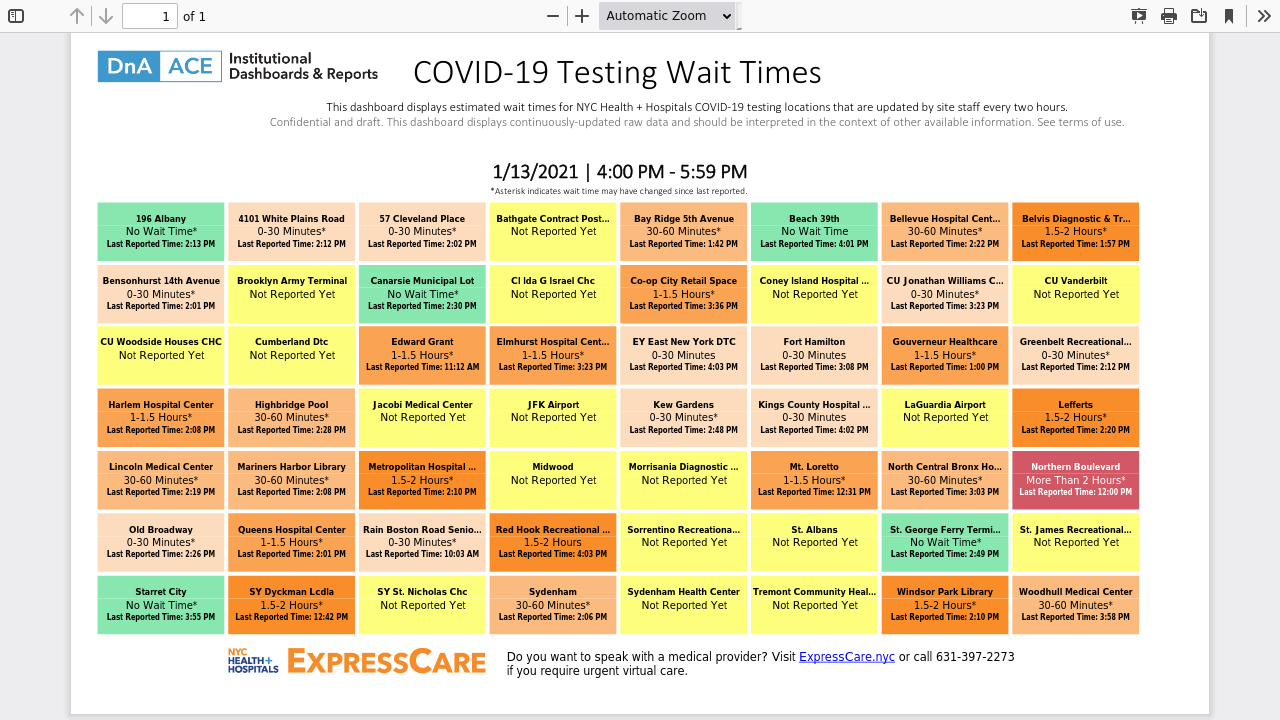 1
of 1
Automatic Zoom
DnA ACE Institutional
Dashboards & Reports
COVID-19 Testing Wait Times
This dashboard displays estimated wait times for NYC Health + Hospitals COVID-19 testing locations that are updated by site staff every two hours.
Confidential and draft. This dashboard displays continuously-updated raw data and should be interpreted in the context of other available information. See terms of use.
1/13/2021 | 4:00 PM - 5:59 PM
*Asterisk indicates wait time may have changed since last reported.
196 Albany
No Wait Time*
Last Reported Time: 2:13 PM
4101 White Plains Road
0-30 Minutes*
Last Reported Time: 2:12 PM
57 Cleveland Place
0-30 Minutes*
Last Reported Time: 2:02 PM
Bathgate Contract Post...
Not Reported Yet
Bay Ridge 5th Avenue
30-60 Minutes*
Last Reported Time: 1:42 PM
Beach 39th
No Wait Time
Last Reported Time: 4:01 PM
Bellevue Hospital Cent...
30-60 Minutes*
Last Reported Time: 2:22 PM
Belvis Diagnostic & Tr...
1.5-2 Hours*
Last Reported Time: 1:57 PM
Bensonhurst 14th Avenue
0-30 Minutes*
Last Reported Time: 2:01 PM
Brooklyn Army Terminal
Not Reported Yet
Canarsie Municipal Lot
No Wait Time*
Last Reported Time: 2:30 PM
CI Ida G Israel Chc
Not Reported Yet
Co-op City Retail Space
1-1.5 Hours*
Last Reported Time: 3:36 PM
Coney Island Hospital ...
Not Reported Yet
CU Jonathan Williams C...
0-30 Minutes*
Last Reported Time: 3:23 PM
CU Vanderbilt
Not Reported Yet
CU Woodside Houses CHC
Not Reported Yet
Cumberland Dtc
Not Reported Yet
Edward Grant
1-1.5 Hours*
Last Reported Time: 11:12 AM
Elmhurst Hospital Cent...
1-1.5 Hours*
Last Reported Time: 3:23 PM
EY East New York DTC
0-30 Minutes
Last Reported Time: 4:03 PM
Fort Hamilton
0-30 Minutes
Last Reported Time: 3:08 PM
Gouverneur Healthcare
1-1.5 Hours*
Last Reported Time: 1:00 PM
Greenbelt Recreational...
0-30 Minutes*
Last Reported Time: 2:12 PM
Harlem Hospital Center
1-1.5 Hours*
Last Reported Time: 2:08 PM
Highbridge Pool
30-60 Minutes*
Last Reported Time: 2:28 PM
Jacobi Medical Center
Not Reported Yet
JFK Airport
Not Reported Yet
Kew Gardens
0-30 Minutes*
Last Reported Time: 2:48 PM
Kings County Hospital ...
0-30 Minutes
Last Reported Time: 4:02 PM
LaGuardia Airport
Not Reported Yet
Lefferts
1.5-2 Hours*
Last Reported Time: 2:20 PM
Lincoln Medical Center
30-60 Minutes*
Last Reported Time: 2:19 PM
Mariners Harbor Library
30-60 Minutes*
Last Reported Time: 2:08 PM
Metropolitan Hospital ...
1.5-2 Hours*
Last Reported Time: 2:10 PM
Midwood
Not Reported Yet
Morrisania Diagnostic ...
Not Reported Yet
Mt. Loretto
1-1.5 Hours*
Last Reported Time: 12:31 PM
North Central Bronx Ho...
30-60 Minutes*
Last Reported Time: 3:03 PM
Northern Boulevard
More Than 2 Hours*
Last Reported Time: 12:00 PM
Old Broadway
0-30 Minutes*
Last Reported Time: 2:26 PM
Queens Hospital Center
1-1.5 Hours*
Last Reported Time: 2:01 PM
Rain Boston Road Senio...
0-30 Minutes*
Last Reported Time: 10:03 AM
Red Hook Recreational ...
1.5-2 Hours
Last Reported Time: 4:03 PM
Sorrentino Recreationa...
Not Reported Yet
St. Albans
Not Reported Yet
St. George Ferry Termi...
No Wait Time*
Last Reported Time: 2:49 PM
St. James Recreational...
Not Reported Yet
Starret City
No Wait Time*
Last Reported Time: 3:55 PM
SY Dyckman Lcdla
1.5-2 Hours*
Last Reported Time: 12:42 PM
SY St. Nicholas Chc
Not Reported Yet
Sydenham
30-60 Minutes*
Last Reported Time: 2:06 PM
Sydenham Health Center
Not Reported Yet
Tremont Community Heal...
Not Reported Yet
Windsor Park Library
1.5-2 Hours*
Last Reported Time: 2:10 PM
Woodhull Medical Center
30-60 Minutes*
Last Reported Time: 3:58 PM
NYC
HEALTH+
HOSPITALS
EXPRESSCARE
Do you want to speak with a medical provider? Visit ExpressCare.nyc or call 631-397-2273
if you require urgent virtual care.